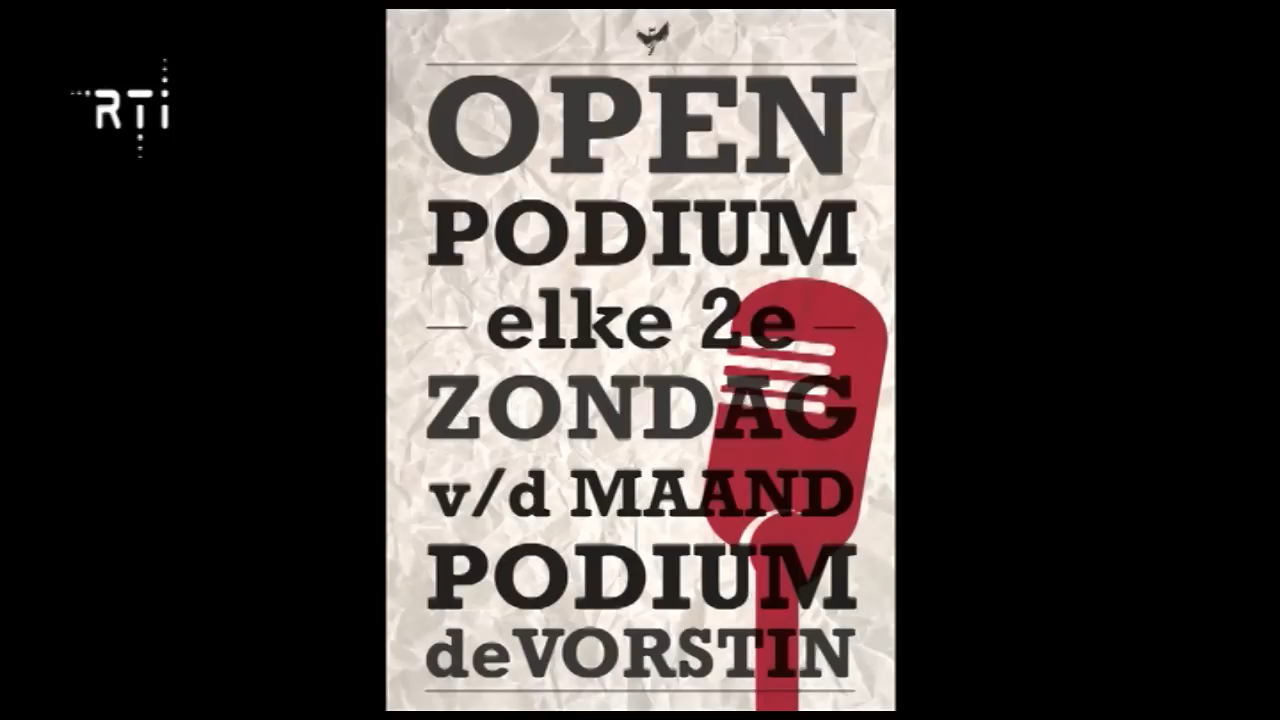 RTi
OPEN
PODIUM
elke 2e
ZONDAG
v/d MAAND
PODIUM
deVORSTIN